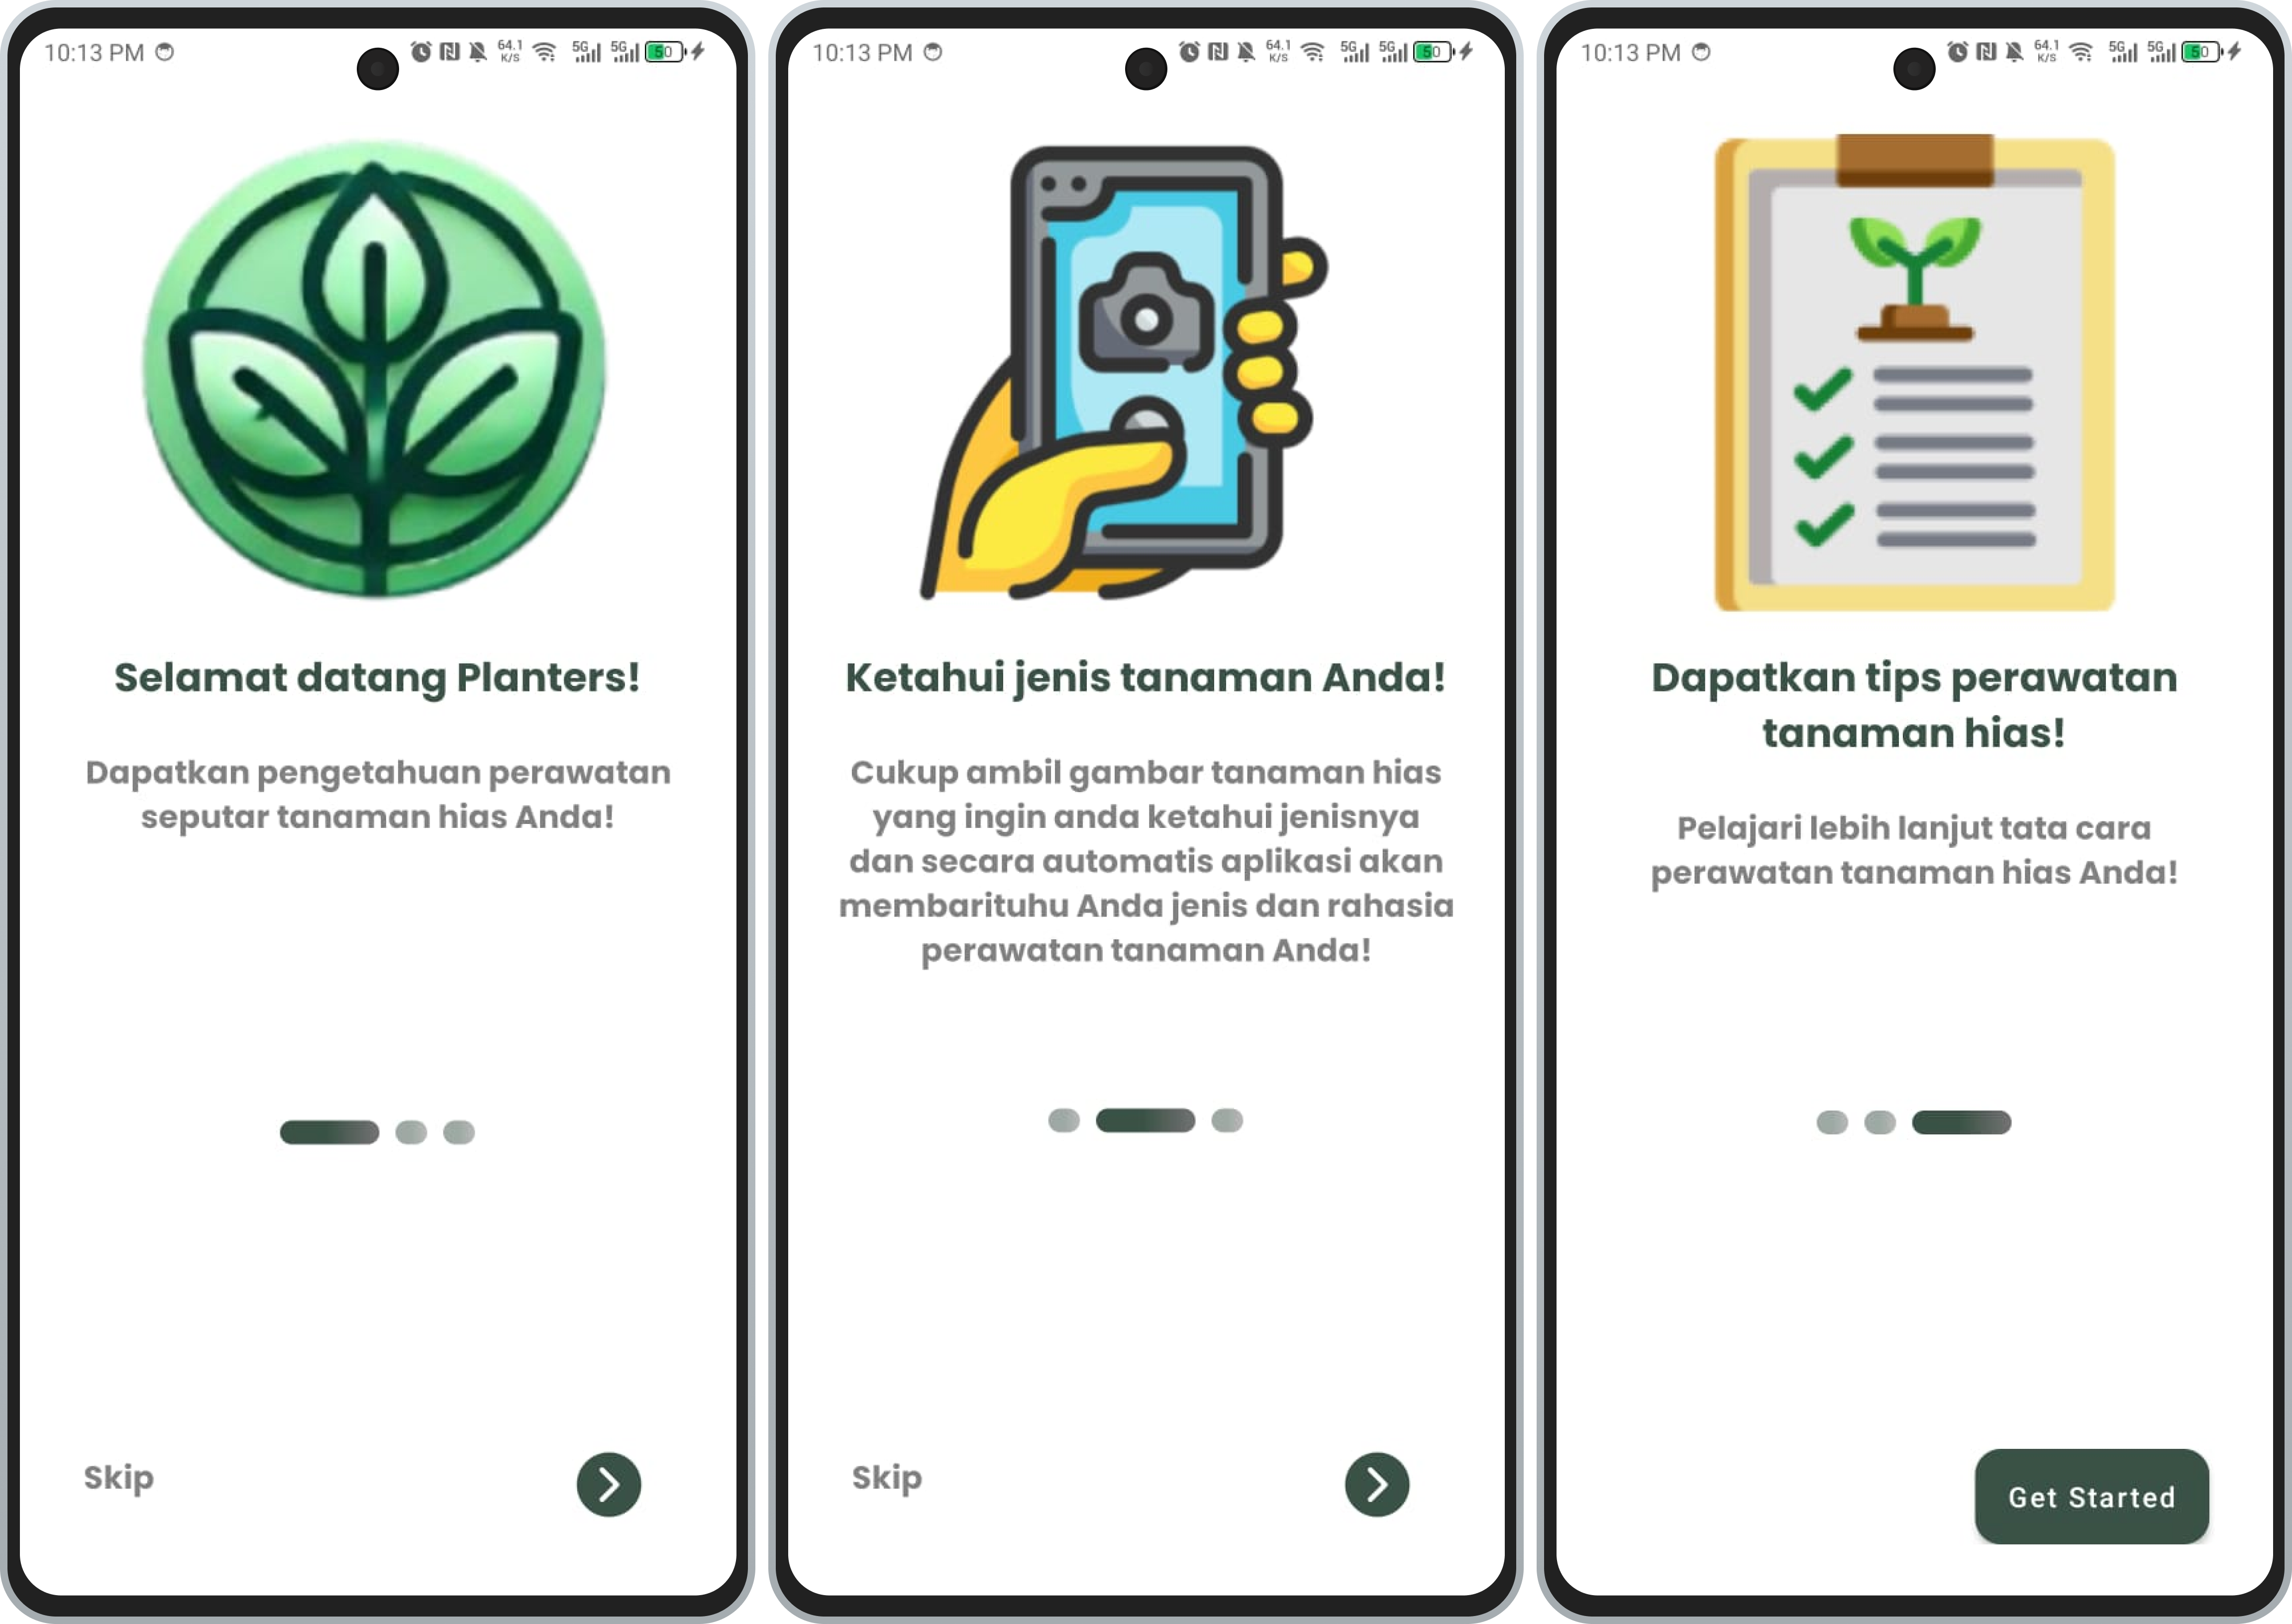 10:13 PM
64.1
K/S
5G
5G
50
Selamat datang Planters!
Dapatkan pengetahuan perawatan
seputar tanaman hias Anda!
Skip
10:13 PM
64.1
K/S
5G
5G
50
Ketahui jenis tanaman Anda!
Cukup ambil gambar tanaman hias
yang ingin anda ketahui jenisnya
dan secara automatis aplikasi akan
membarituhu Anda jenis dan rahasia
perawatan tanaman Anda!
Skip
10:13 PM
64.1
K/S
5G
5G
50
Dapatkan tips perawatan
tanaman hias!
Pelajari lebih lanjut tata cara
perawatan tanaman hias Anda!
Get Started